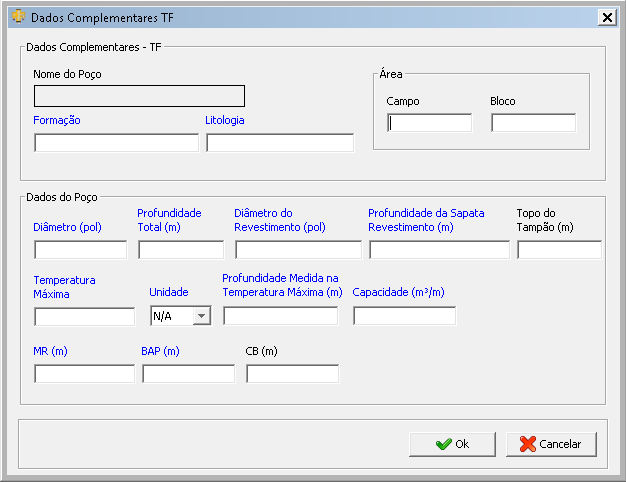 Dados Complementares TF
Dados Complementares - TF
Nome do Poço
Área
Campo Bloco
Formação Litologia
Dados do Poço
Diâmetro (pol)
Profundidade
Total (m)
Diâmetro do
Revestimento (pol)
Profundidade da Sapata
Revestimento (m)
Topo do
Tampão (m)
Temperatura
Máxima
Unidade
N/A
Profundidade Medida na
Temperatura Máxima (m)
Capacidade (m³/m)
MR (m) BAP (m) CB (m)
Ok Cancelar